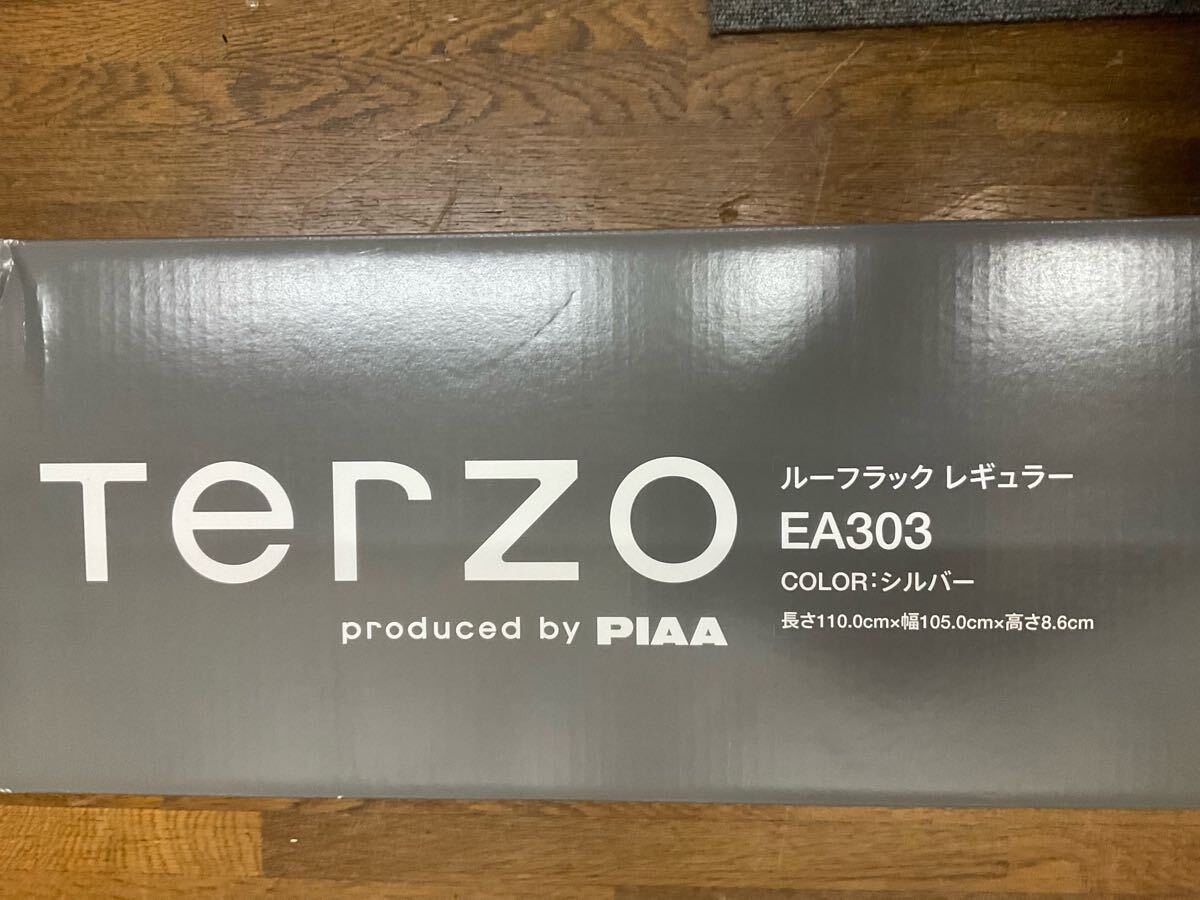 Terzo
produced by PIAA
ルーフラック レギュラー
EA303
COLOR:シルバー
長さ110.0cm×幅105.0cm×高さ8.6cm